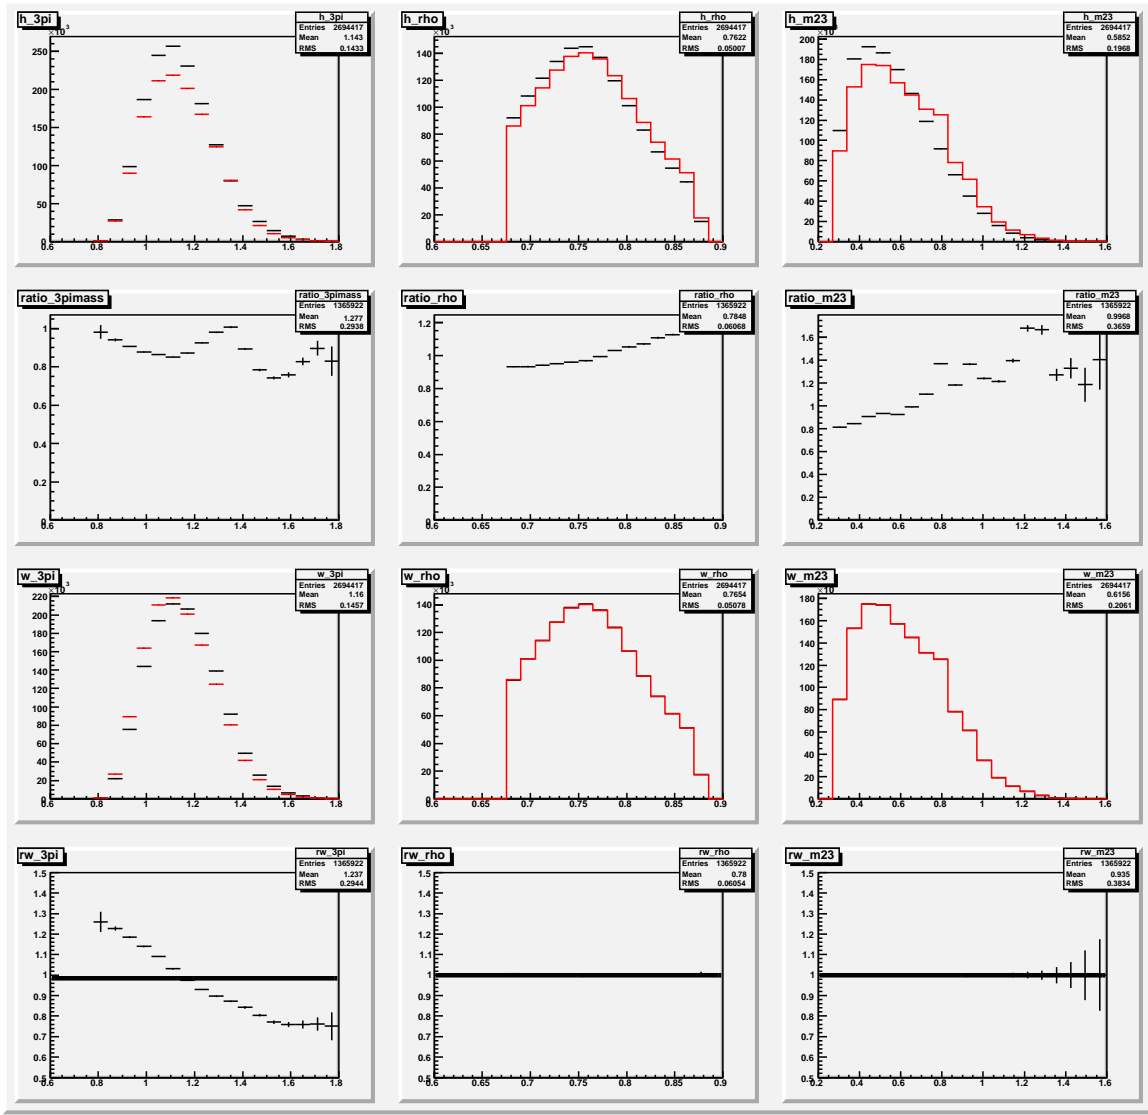 h_3pi
×10^3
h_3pi
Entries 2694417
Mean 1.143
RMS 0.1433
250
200
150
100
50
0
0.6 0.8 1 1.2 1.4 1.6 1.8
h_rho
×10^3
h_rho
Entries 2694417
Mean 0.7622
RMS 0.05007
140
120
100
80
60
40
20
0
0.6 0.65 0.7 0.75 0.8 0.85 0.9
h_m23
×10^3
h_m23
Entries 2694417
Mean 0.5852
RMS 0.1968
200
180
160
140
120
100
80
60
40
20
0
0.2 0.4 0.6 0.8 1 1.2 1.4 1.6
ratio_3pimass
ratio_3pimass
Entries 1365922
Mean 1.277
RMS 0.2938
1
0.8
0.6
0.4
0.2
0
0.6 0.8 1 1.2 1.4 1.6 1.8
ratio_rho
ratio_rho
Entries 1365922
Mean 0.7848
RMS 0.06068
1.2
1
0.8
0.6
0.4
0.2
0
0.6 0.65 0.7 0.75 0.8 0.85 0.9
ratio_m23
ratio_m23
Entries 1365922
Mean 0.9968
RMS 0.3659
1.6
1.4
1.2
1
0.8
0.6
0.4
0.2
0
0.2 0.4 0.6 0.8 1 1.2 1.4 1.6
w_3pi
×10^3
w_3pi
Entries 2694417
Mean 1.16
RMS 0.1457
220
200
180
160
140
120
100
80
60
40
20
0
0.6 0.8 1 1.2 1.4 1.6 1.8
w_rho
×10^3
w_rho
Entries 2694417
Mean 0.7654
RMS 0.05078
140
120
100
80
60
40
20
0
0.6 0.65 0.7 0.75 0.8 0.85 0.9
w_m23
×10^3
w_m23
Entries 2694417
Mean 0.6156
RMS 0.2061
180
160
140
120
100
80
60
40
20
0
0.2 0.4 0.6 0.8 1 1.2 1.4 1.6
rw_3pi
rw_3pi
Entries 1365922
Mean 1.237
RMS 0.2944
1.5
1.4
1.3
1.2
1.1
1
0.9
0.8
0.7
0.6
0.5
0.6 0.8 1 1.2 1.4 1.6 1.8
rw_rho
rw_rho
Entries 1365922
Mean 0.78
RMS 0.06054
1.5
1.4
1.3
1.2
1.1
1
0.9
0.8
0.7
0.6
0.5
0.6 0.65 0.7 0.75 0.8 0.85 0.9
rw_m23
rw_m23
Entries 1365922
Mean 0.935
RMS 0.3834
1.5
1.4
1.3
1.2
1.1
1
0.9
0.8
0.7
0.6
0.5
0.2 0.4 0.6 0.8 1 1.2 1.4 1.6